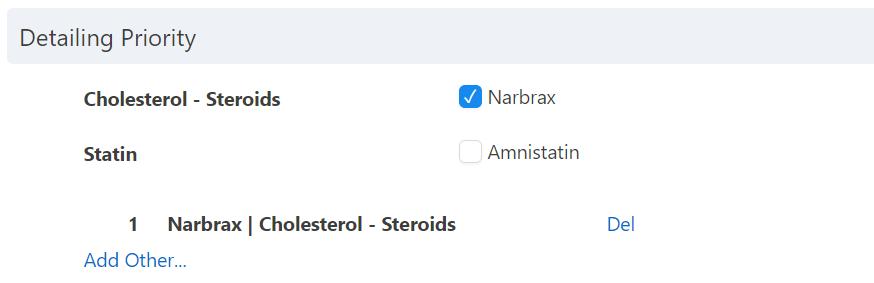 Detailing Priority
Cholesterol - Steroids Narbrax
Statin Amnistatin
1 Narbrax | Cholesterol - Steroids Del
Add Other...